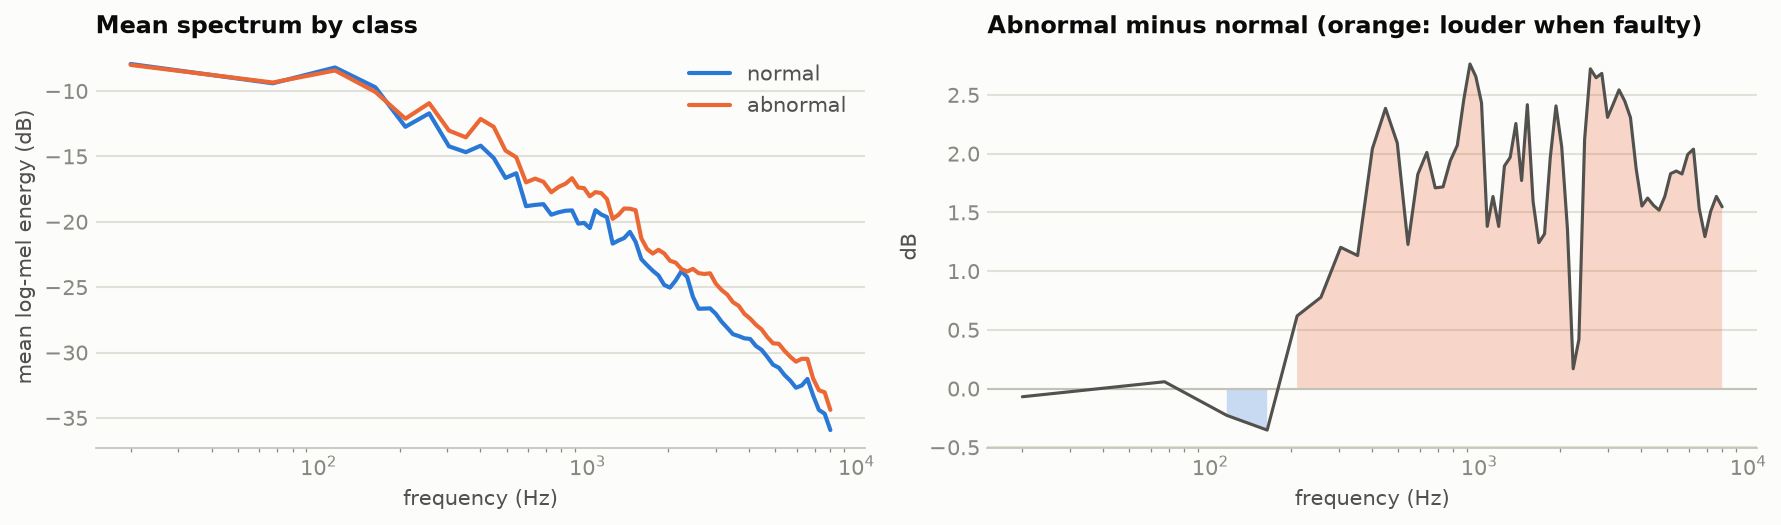 Mean spectrum by class
normal
abnormal
−10
−15
−20
−25
−30
−35
mean log-mel energy (dB)
10²
10³
10⁴
frequency (Hz)
Abnormal minus normal (orange: louder when faulty)
2.5
2.0
1.5
1.0
0.5
0.0
−0.5
dB
10²
10³
10⁴
frequency (Hz)